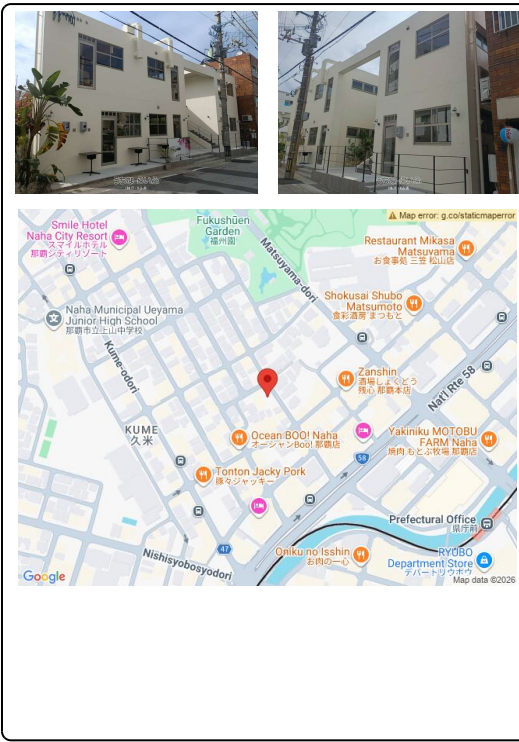 Smile Hotel
Naha City Resort
スマイルホテル
那覇シティリゾート
Fukushūen
Garden
福州園
Map error: g.co/staticmaperror
Matsuyama-dori
Restaurant Mikasa
Matsuyama
お食事処 三笠 松山店
Shokusai Shubo
Matsumoto
食彩酒房 まつもと
Naha Municipal Ueyama
Junior High School
那覇市立上山中学校
Kume-odori
Zanshin
酒場しょくどう
残心 那覇本店
Nat'l Rte 58
KUME
久米
Ocean BOO! Naha
オーシャンBoo! 那覇店
58
Yakiniku MOTOBU
FARM Naha
焼肉 もとぶ牧場 那覇店
Tonton Jacky Pork
豚々ジャッキー
Prefectural Office
県庁前
Nishisyobosyodori
47
Oniku no Isshin
お肉の一心
RYUBO
Department Store
デパートリウボウ
Google
Map data ©2026